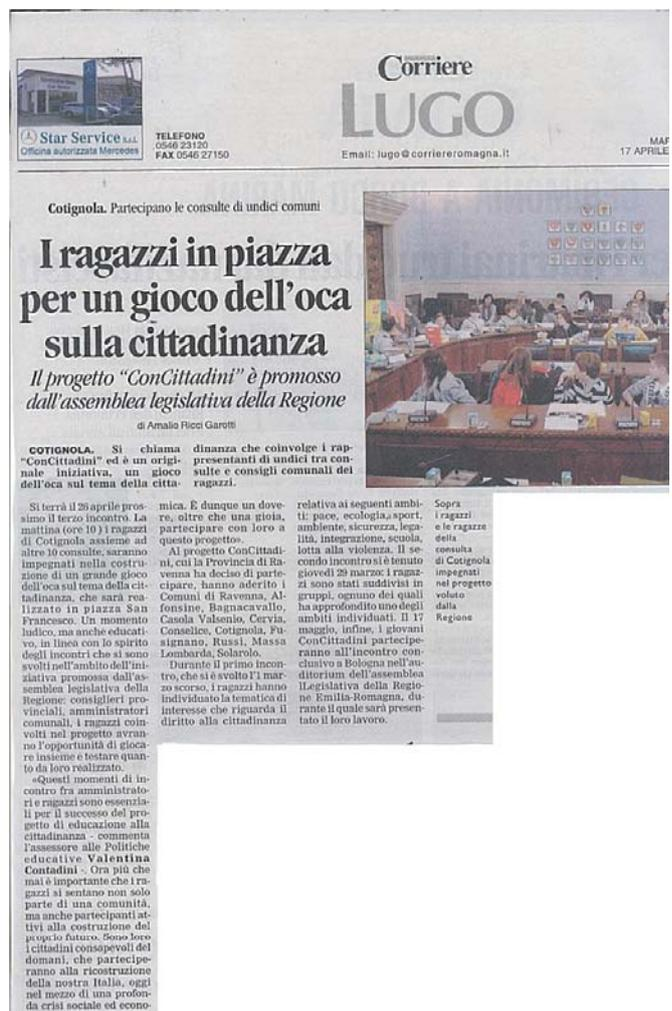 Corriere
LUGO
Star Service s.r.l.
Officina autorizzata Mercedes
TELEFONO
0546 23120
FAX 0546 27150
Email: lugo@corriereromagna.it
MAR
17 APRILE
Cotignola. Partecipano le consulte di undici comuni
I ragazzi in piazza
per un gioco dell'oca
sulla cittadinanza
Il progetto "ConCittadini" è promosso
dall'assemblea legislativa della Regione
di Amalio Ricci Garotti
COTIGNOLA. Si chiama
"ConCittadini" ed è un origi-
nale iniziativa, un gioco
dell'oca sul tema della citta-
dinanza che coinvolge i rap-
presentanti di undici tra con-
sulte e consigli comunali dei
ragazzi.
Si terrà il 26 aprile pros-
simo il terzo incontro. La
mattina (ore 10) i ragazzi
di Cotignola assieme ad
altre 10 consulte, saranno
impegnati nella costru-
zione di un grande gioco
dell'oca sul tema della cit-
tadinanza, che sarà rea-
lizzato in piazza San
Francesco. Un momento
ludico, ma anche educati-
vo, in linea con lo spirito
degli incontri che si sono
svolti nell'ambito dell'ini-
ziativa promossa dall'as-
semblea legislativa della
Regione: consiglieri pro-
vinciali, amministratori
comunali, i ragazzi coin-
volti nel progetto avran-
no l'opportunità di gioca-
re insieme e testare quan-
to da loro realizzato.
«Questi momenti di in-
contro fra amministrato-
ri e ragazzi sono essenzia-
li per il successo del pro-
getto di educazione alla
cittadinanza - commenta
l'assessore alle Politiche
educative Valentina
Contadini -. Ora più che
mai è importante che i ra-
gazzi si sentano non solo
parte di una comunità,
ma anche partecipanti at-
tivi alla costruzione del
proprio futuro. Sono loro
i cittadini consapevoli del
domani, che partecipe-
ranno alla ricostruzione
della nostra Italia, oggi
nel mezzo di una profon-
da crisi sociale ed econo-
mica. È dunque un dove-
re, oltre che una gioia,
partecipare con loro a
questo progetto».
Al progetto ConCittadi-
ni, cui la Provincia di Ra-
venna ha deciso di parte-
cipare, hanno aderito i
Comuni di Ravenna, Al-
fonsine, Bagnacavallo,
Casola Valsenio, Cervia,
Conselice, Cotignola, Fu-
signano, Russi, Massa
Lombarda, Solarolo.
Durante il primo incon-
tro, che si è svolto l'1 mar-
zo scorso, i ragazzi hanno
individuato la tematica di
interesse che riguarda il
diritto alla cittadinanza
relativa ai seguenti ambi-
ti: pace, ecologia, sport,
ambiente, sicurezza, lega-
lità, integrazione, scuola,
lotta alla violenza. Il se-
condo incontro si è tenuto
giovedì 29 marzo: i ragaz-
zi sono stati suddivisi in
gruppi, ognuno dei quali
ha approfondito uno degli
ambiti individuati. Il 17
maggio, infine, i giovani
ConCittadini partecipe-
ranno all'incontro con-
clusivo a Bologna nell'au-
ditorium dell'assemblea
lLegislativa della Regio-
ne Emilia-Romagna, du-
rante il quale sarà presen-
tato il loro lavoro.
Sopra
i ragazzi
e le ragazze
della
consulta
di Cotignola
impegnati
nel progetto
voluto
dalla
Regione